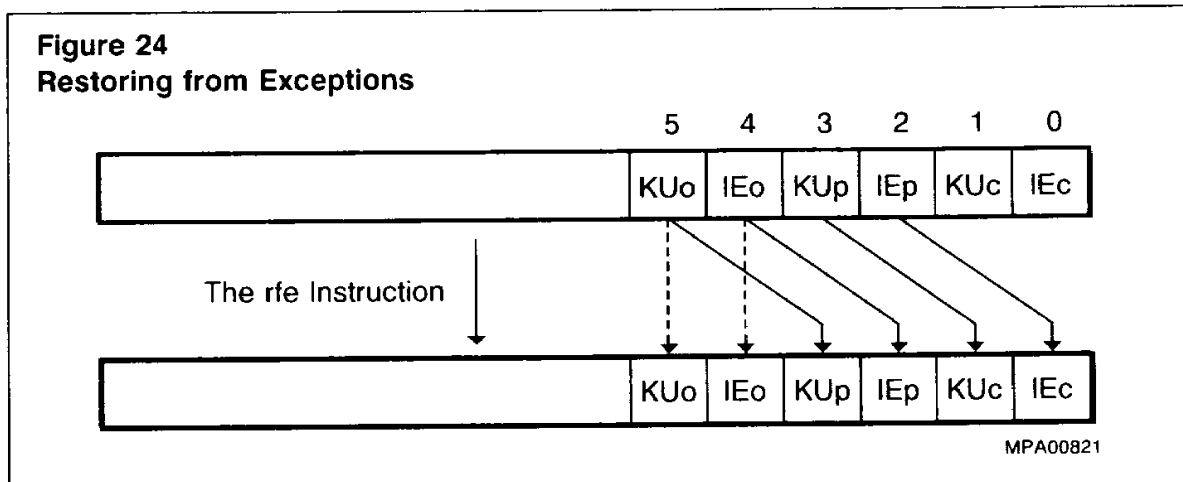 Figure 24
Restoring from Exceptions
5 4 3 2 1 0
KUo IEo KUp IEp KUc IEc
The rfe Instruction
KUo IEo KUp IEp KUc IEc
MPA00821